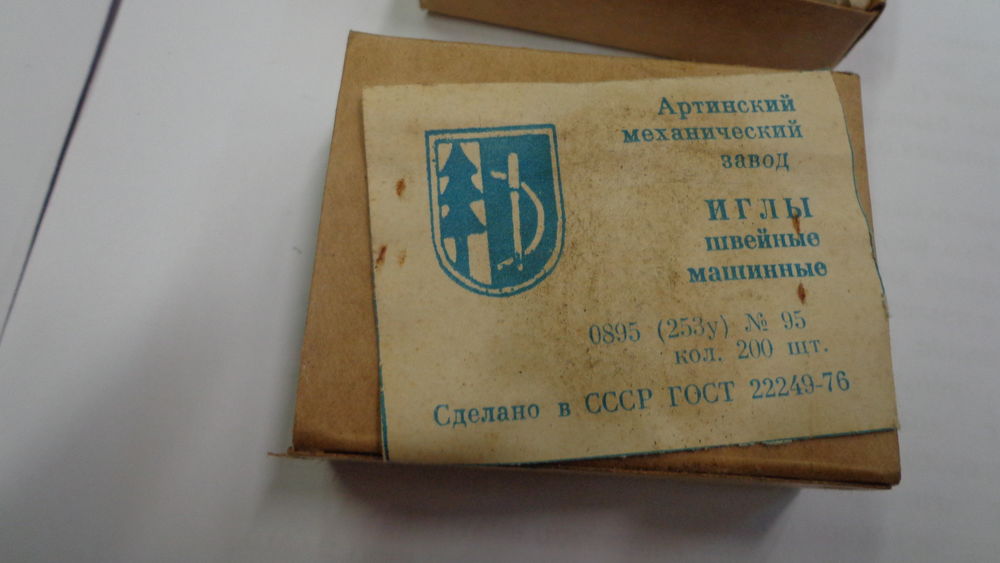 Артинский
механический
завод
ИГЛЫ
швейные
машинные
0895 (253у) № 95
кол. 200 шт.
Сделано в СССР ГОСТ 22249-76